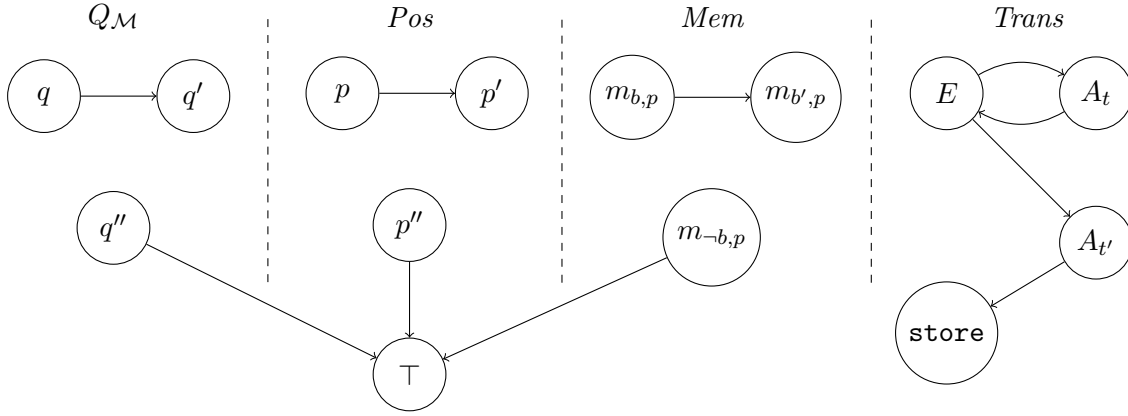 Q_ℳ Pos Mem Trans
q q′ p p′ m_{b,p} m_{b′,p} E A_t
q″ p″ m_{¬b,p} A_{t′}
store
⊤